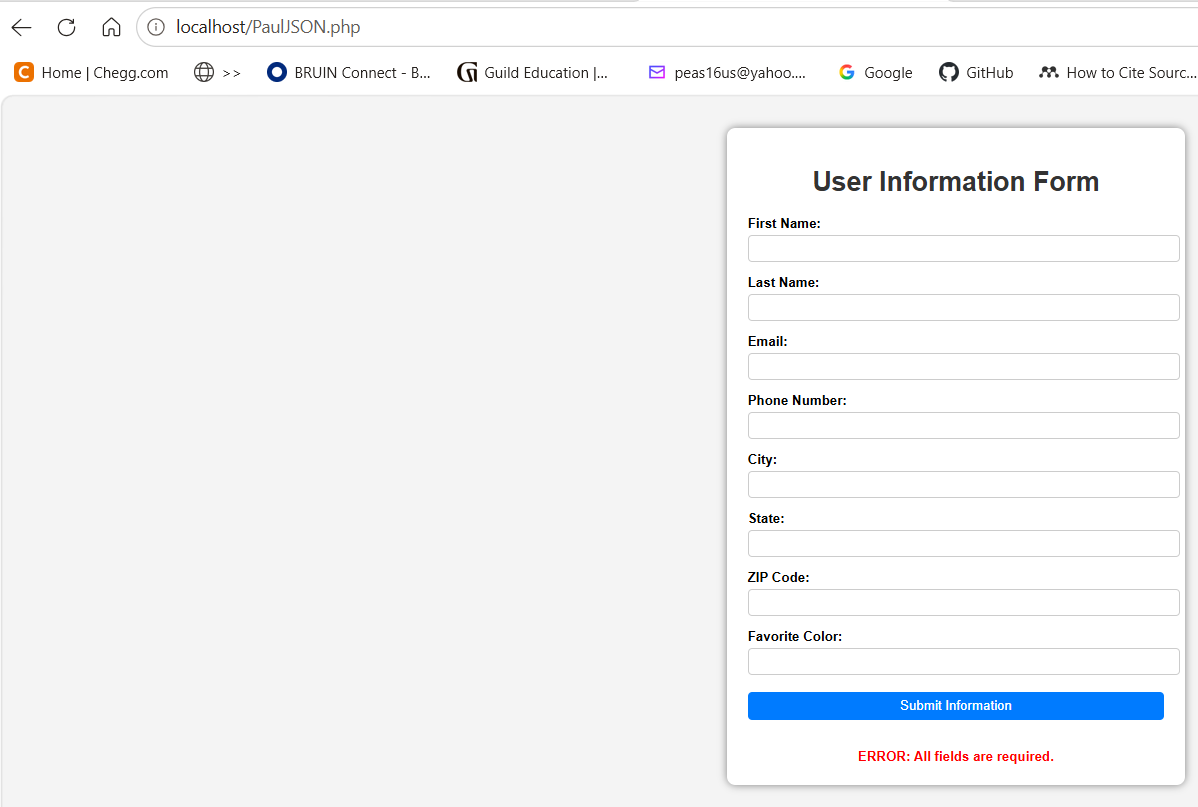 localhost/PaulJSON.php
C Home | Chegg.com >> BRUIN Connect - B... G Guild Education |... peas16us@yahoo.... Google GitHub How to Cite Sourc...
User Information Form
First Name:
Last Name:
Email:
Phone Number:
City:
State:
ZIP Code:
Favorite Color:
Submit Information
ERROR: All fields are required.